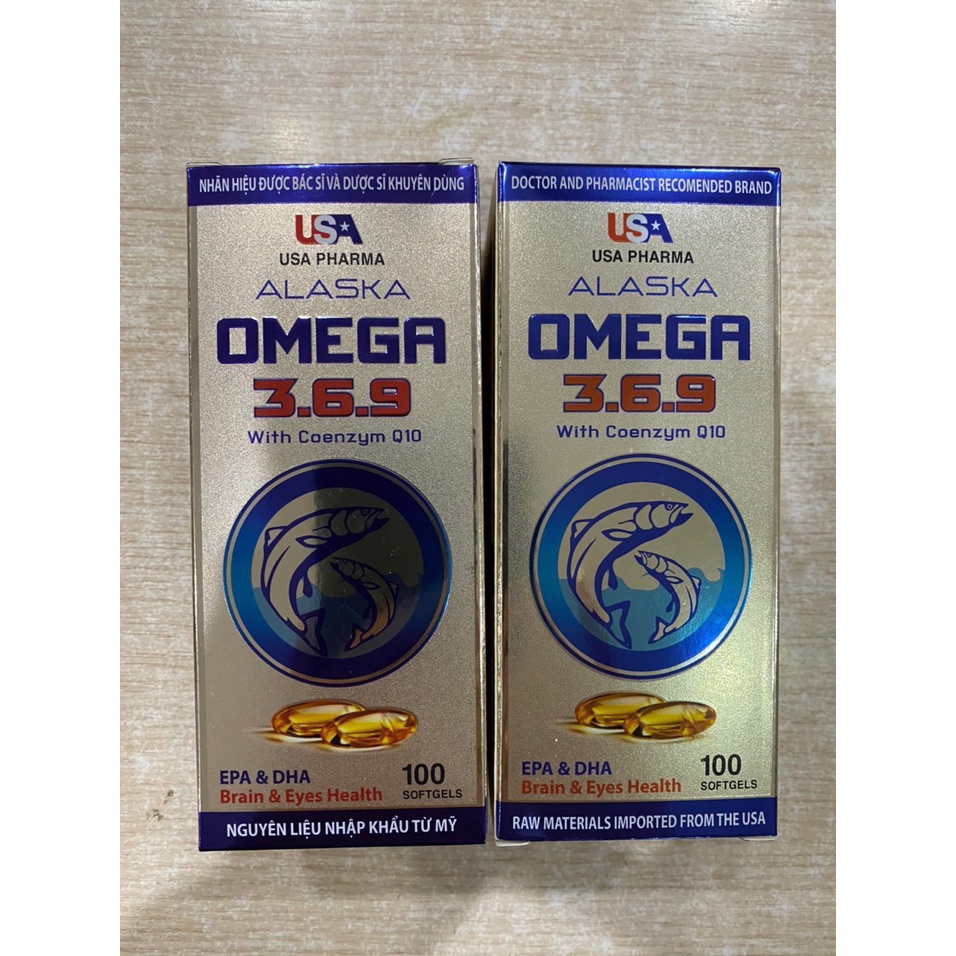 NHÃN HIỆU ĐƯỢC BÁC SĨ VÀ DƯỢC SĨ KHUYÊN DÙNG
USA
USA PHARMA
ALASKA
OMEGA
3.6.9
With Coenzym Q10
EPA & DHA
Brain & Eyes Health
100
SOFTGELS
NGUYÊN LIỆU NHẬP KHẨU TỪ MỸ
DOCTOR AND PHARMACIST RECOMENDED BRAND
USA
USA PHARMA
ALASKA
OMEGA
3.6.9
With Coenzym Q10
EPA & DHA
Brain & Eyes Health
100
SOFTGELS
RAW MATERIALS IMPORTED FROM THE USA